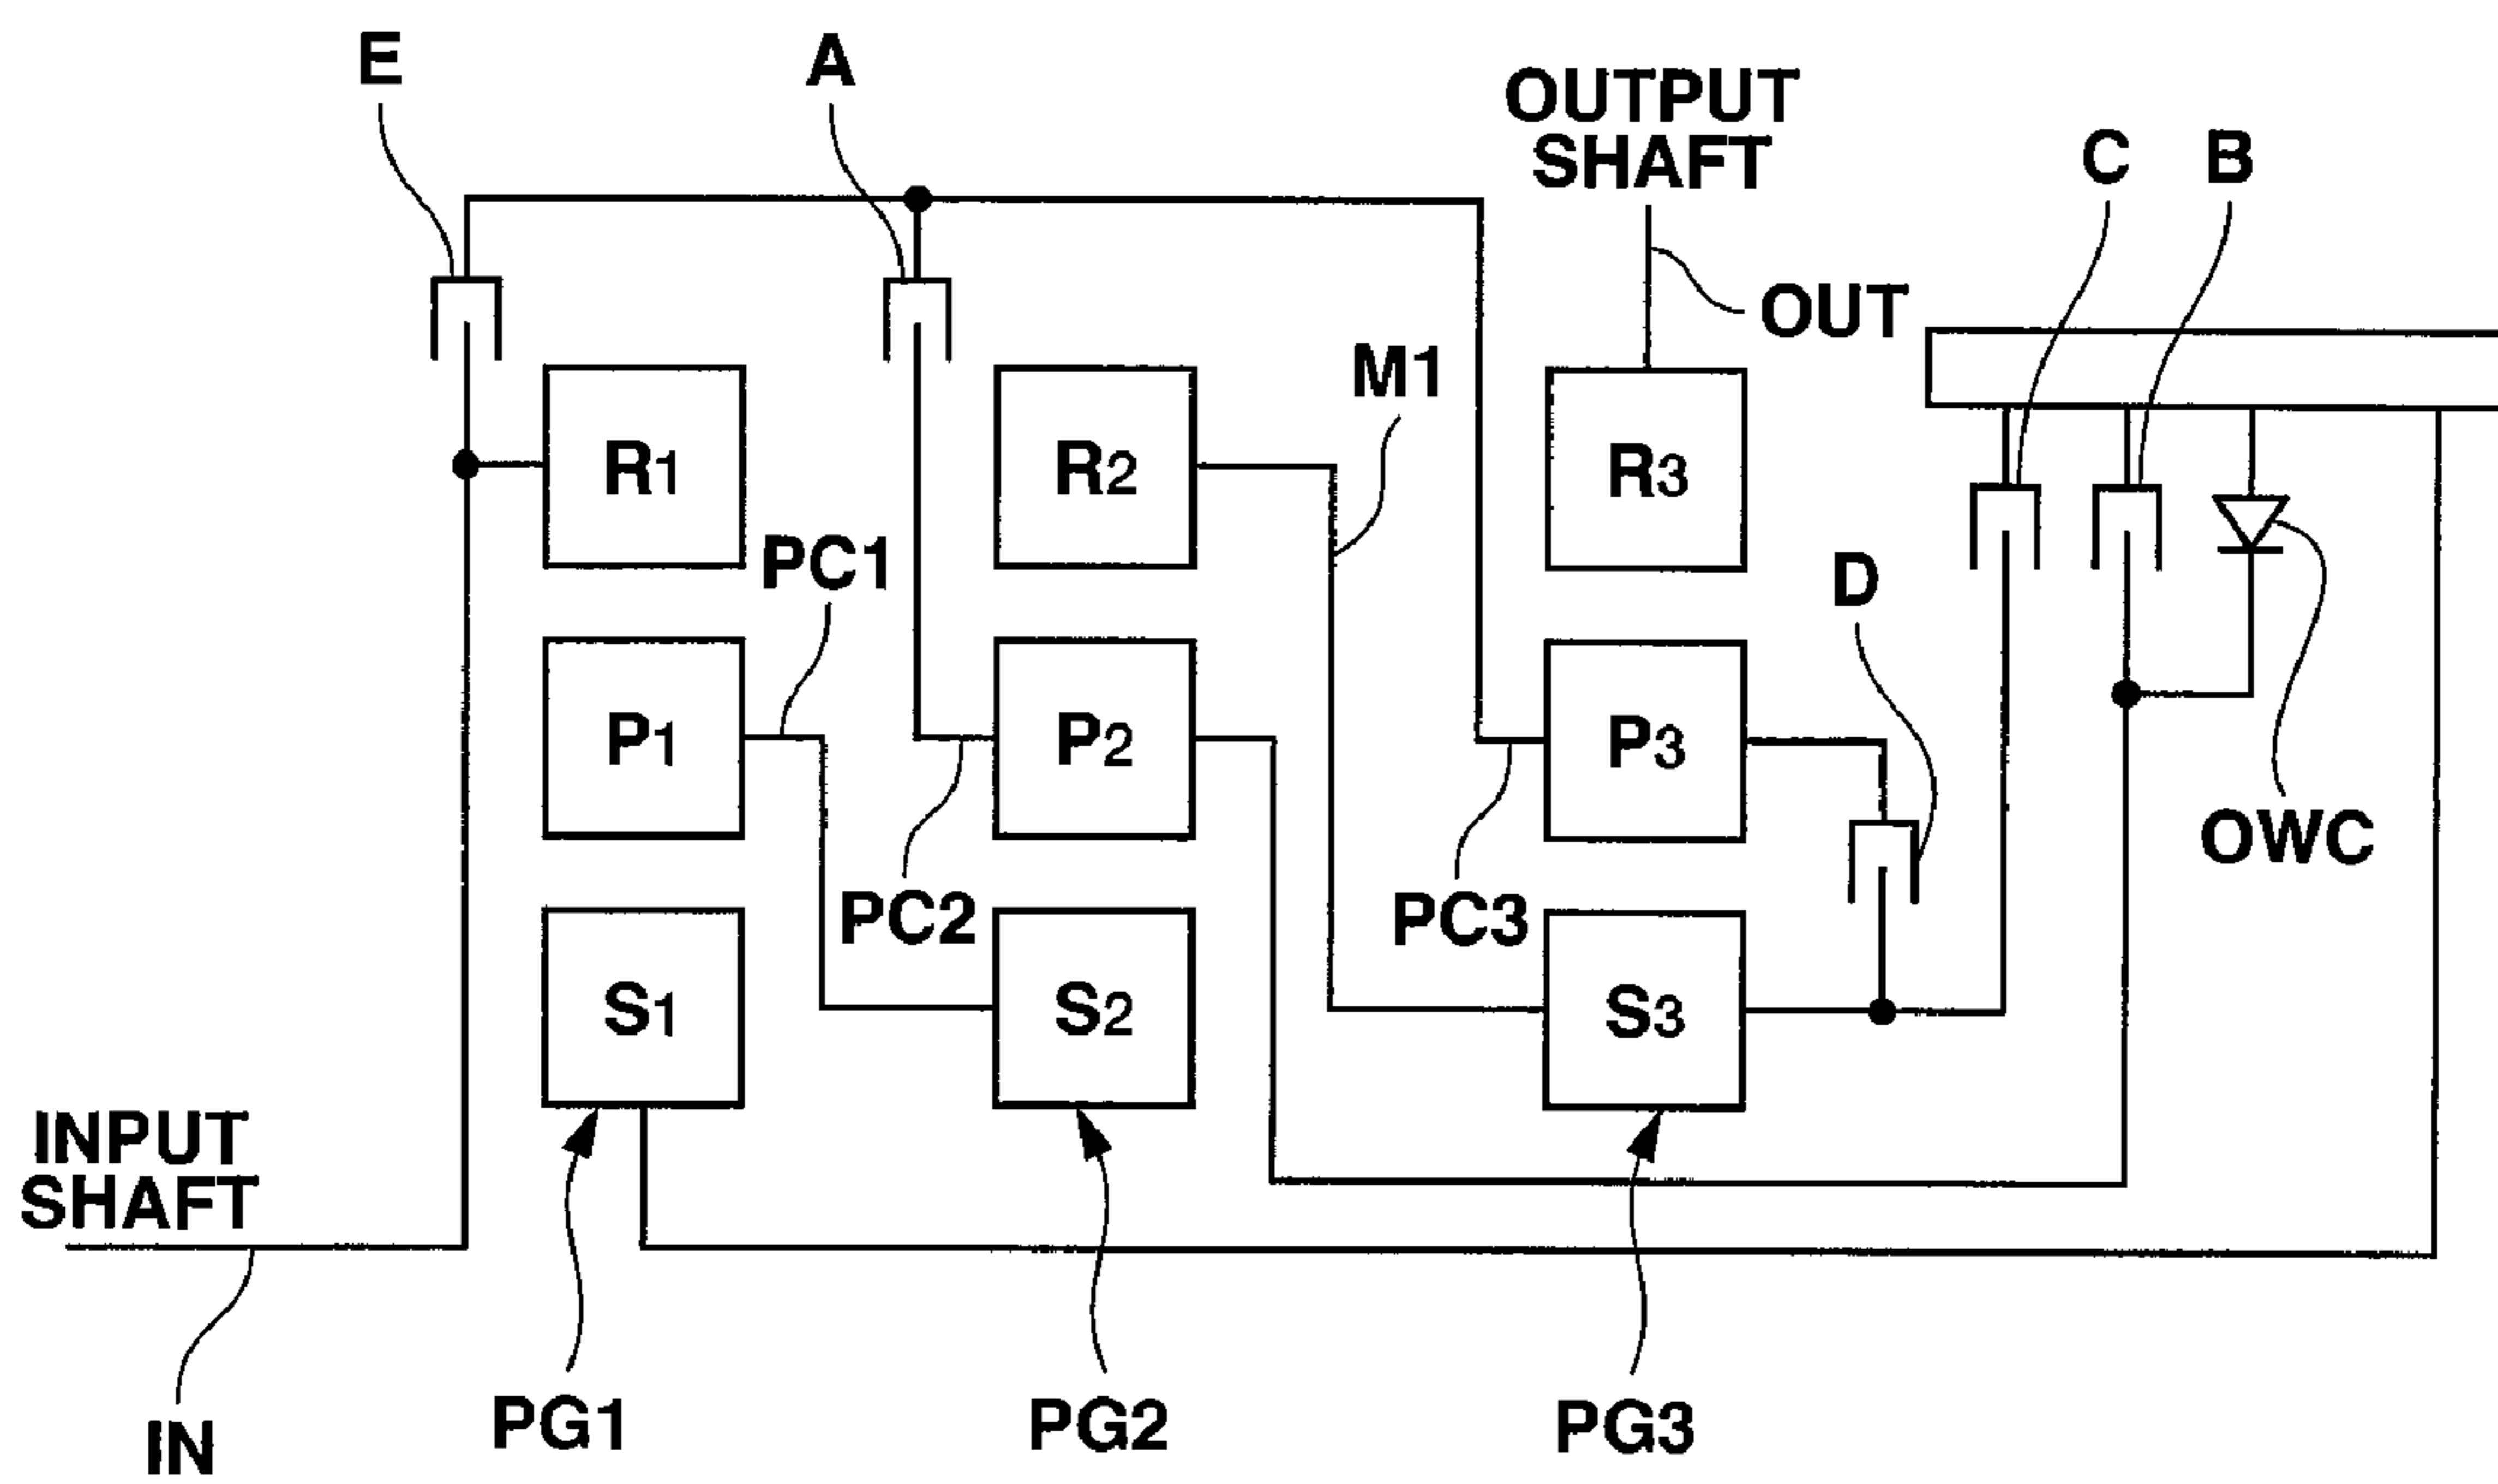 E
A
OUTPUT
SHAFT
C
B
OUT
M1
R1
R2
R3
PC1
D
P1
P2
P3
OWC
PC2
PC3
S1
S2
S3
INPUT
SHAFT
PG1
PG2
PG3
IN